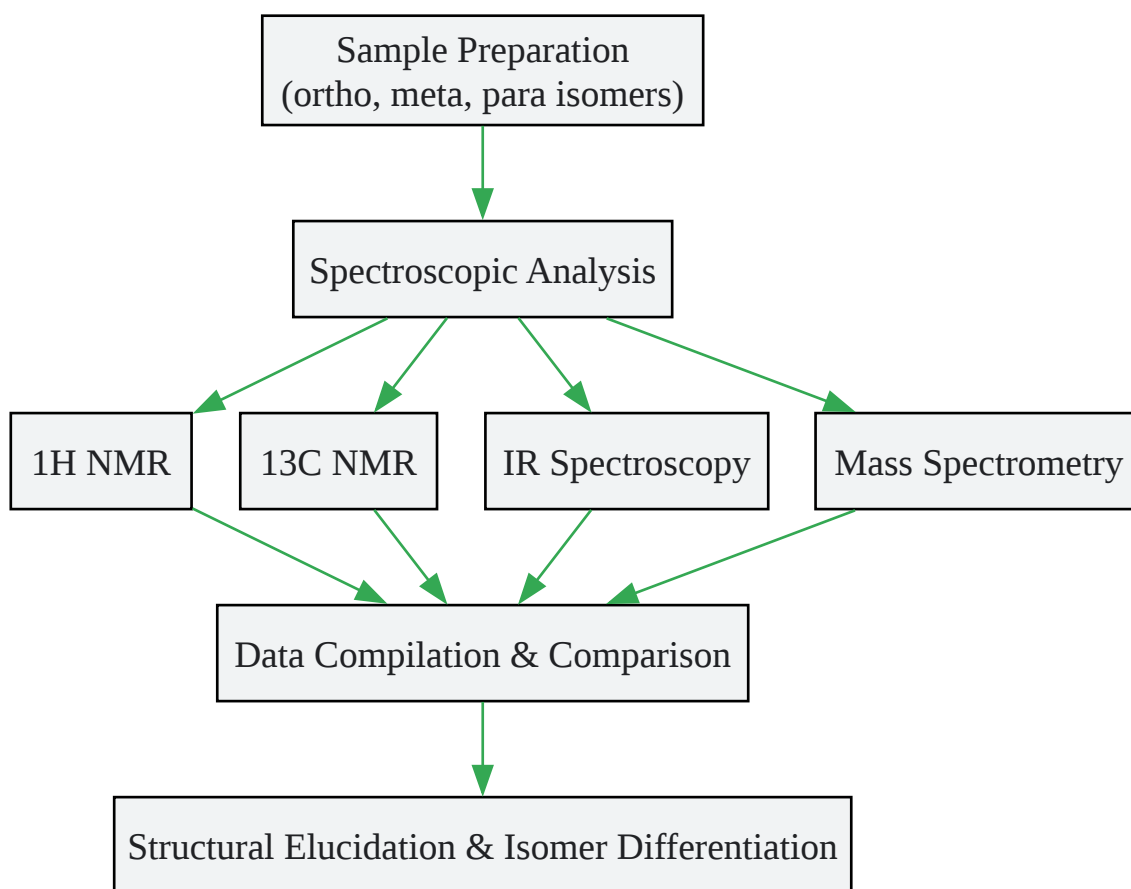 Sample Preparation
(ortho, meta, para isomers)
Spectroscopic Analysis
1H NMR
13C NMR
IR Spectroscopy
Mass Spectrometry
Data Compilation & Comparison
Structural Elucidation & Isomer Differentiation